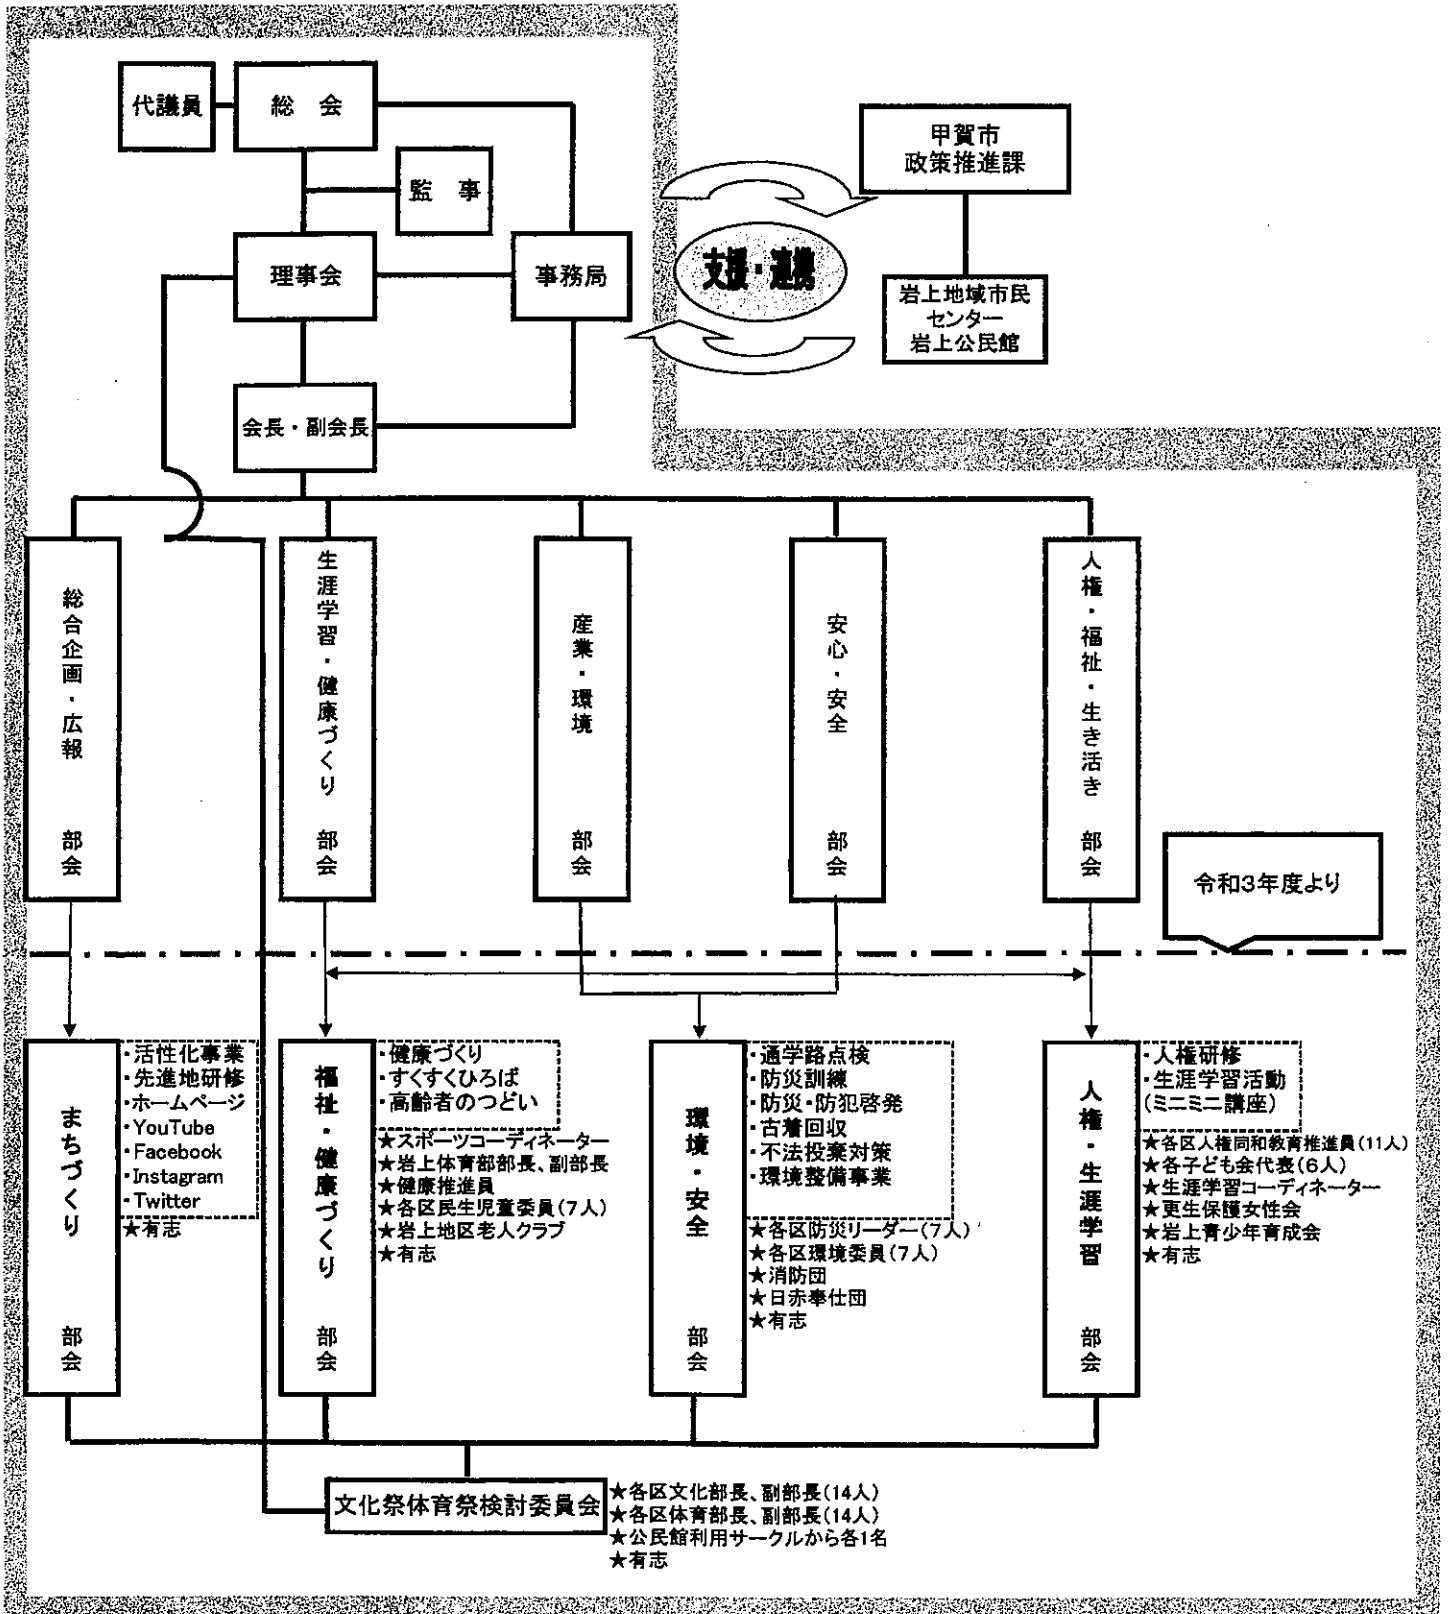 代議員
総　会
監　事
理事会
事務局
会長・副会長
甲賀市
政策推進課
支援・連携
岩上地域市民
センター
岩上公民館
総合企画・広報　部会
生涯学習・健康づくり　部会
産業・環境　部会
安心・安全　部会
人権・福祉・生き活き　部会
令和3年度より
まちづくり　部会
・活性化事業
・先進地研修
・ホームページ
・YouTube
・Facebook
・Instagram
・Twitter
★有志
福祉・健康づくり　部会
・健康づくり
・すくすくひろば
・高齢者のつどい
★スポーツコーディネーター
★岩上体育部部長、副部長
★健康推進員
★各区民生児童委員(7人)
★岩上地区老人クラブ
★有志
環境・安全　部会
・通学路点検
・防災訓練
・防災・防犯啓発
・古着回収
・不法投棄対策
・環境整備事業
★各区防災リーダー(7人)
★各区環境委員(7人)
★消防団
★日赤奉仕団
★有志
人権・生涯学習　部会
・人権研修
・生涯学習活動
(ミニミニ講座)
★各区人権同和教育推進員(11人)
★各子ども会代表(6人)
★生涯学習コーディネーター
★更生保護女性会
★岩上青少年育成会
★有志
文化祭体育祭検討委員会
★各区文化部長、副部長(14人)
★各区体育部長、副部長(14人)
★公民館利用サークルから各1名
★有志